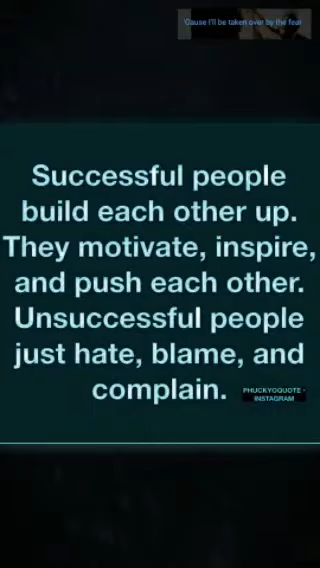 'Cause I'll be taken over by the fear
Successful people
build each other up.
They motivate, inspire,
and push each other.
Unsuccessful people
just hate, blame, and
complain.
PHUCKYOQUOTE -
INSTAGRAM